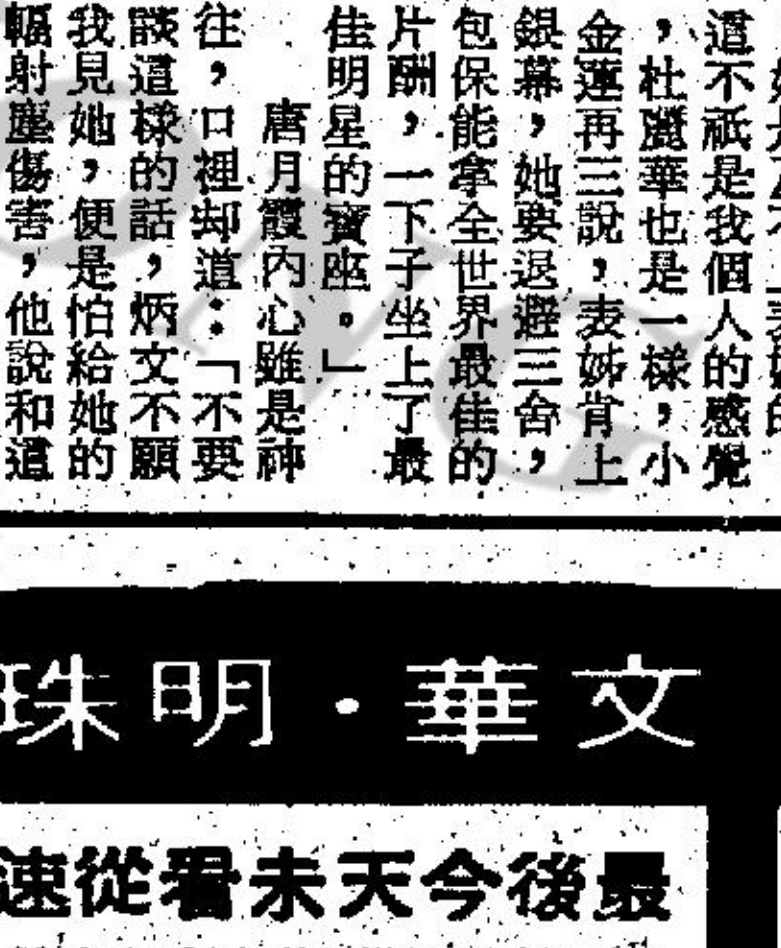 這不祇是我個人的感覺
，杜麗華也是一樣，小
金蓮再三說，表姊肯上
銀幕，她要退避三舍，
包保能拿全世界最佳的
片酬，一下子坐上了最
佳明星的寶座。」
唐月霞內心雖是神
往，口裡却道：「不要
談這樣的話，炳文不願
我見她，便是怕給她的
輻射塵傷害，他說和這
文華・明珠
最後今天未看從速